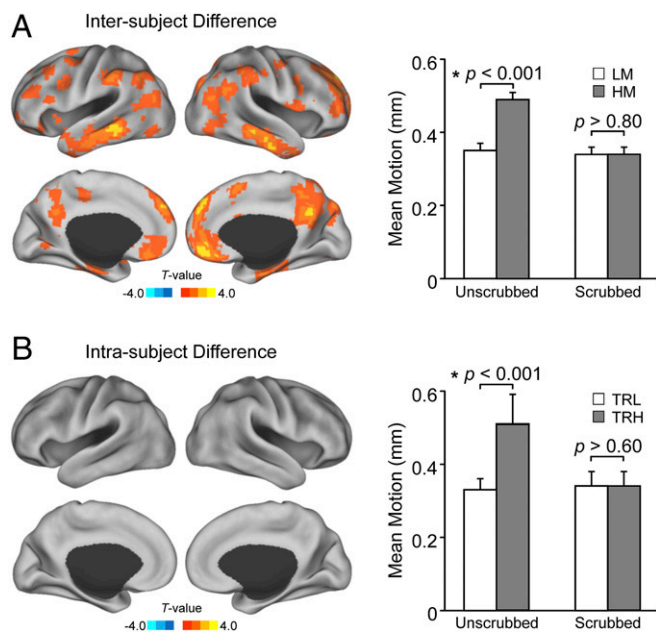 A
Inter-subject Difference
T-value
-4.0 4.0
Mean Motion (mm)
0.6
0.4
0.2
0
* p < 0.001
LM
HM
p > 0.80
Unscrubbed Scrubbed
B
Intra-subject Difference
T-value
-4.0 4.0
Mean Motion (mm)
0.6
0.4
0.2
0
* p < 0.001
TRL
TRH
p > 0.60
Unscrubbed Scrubbed